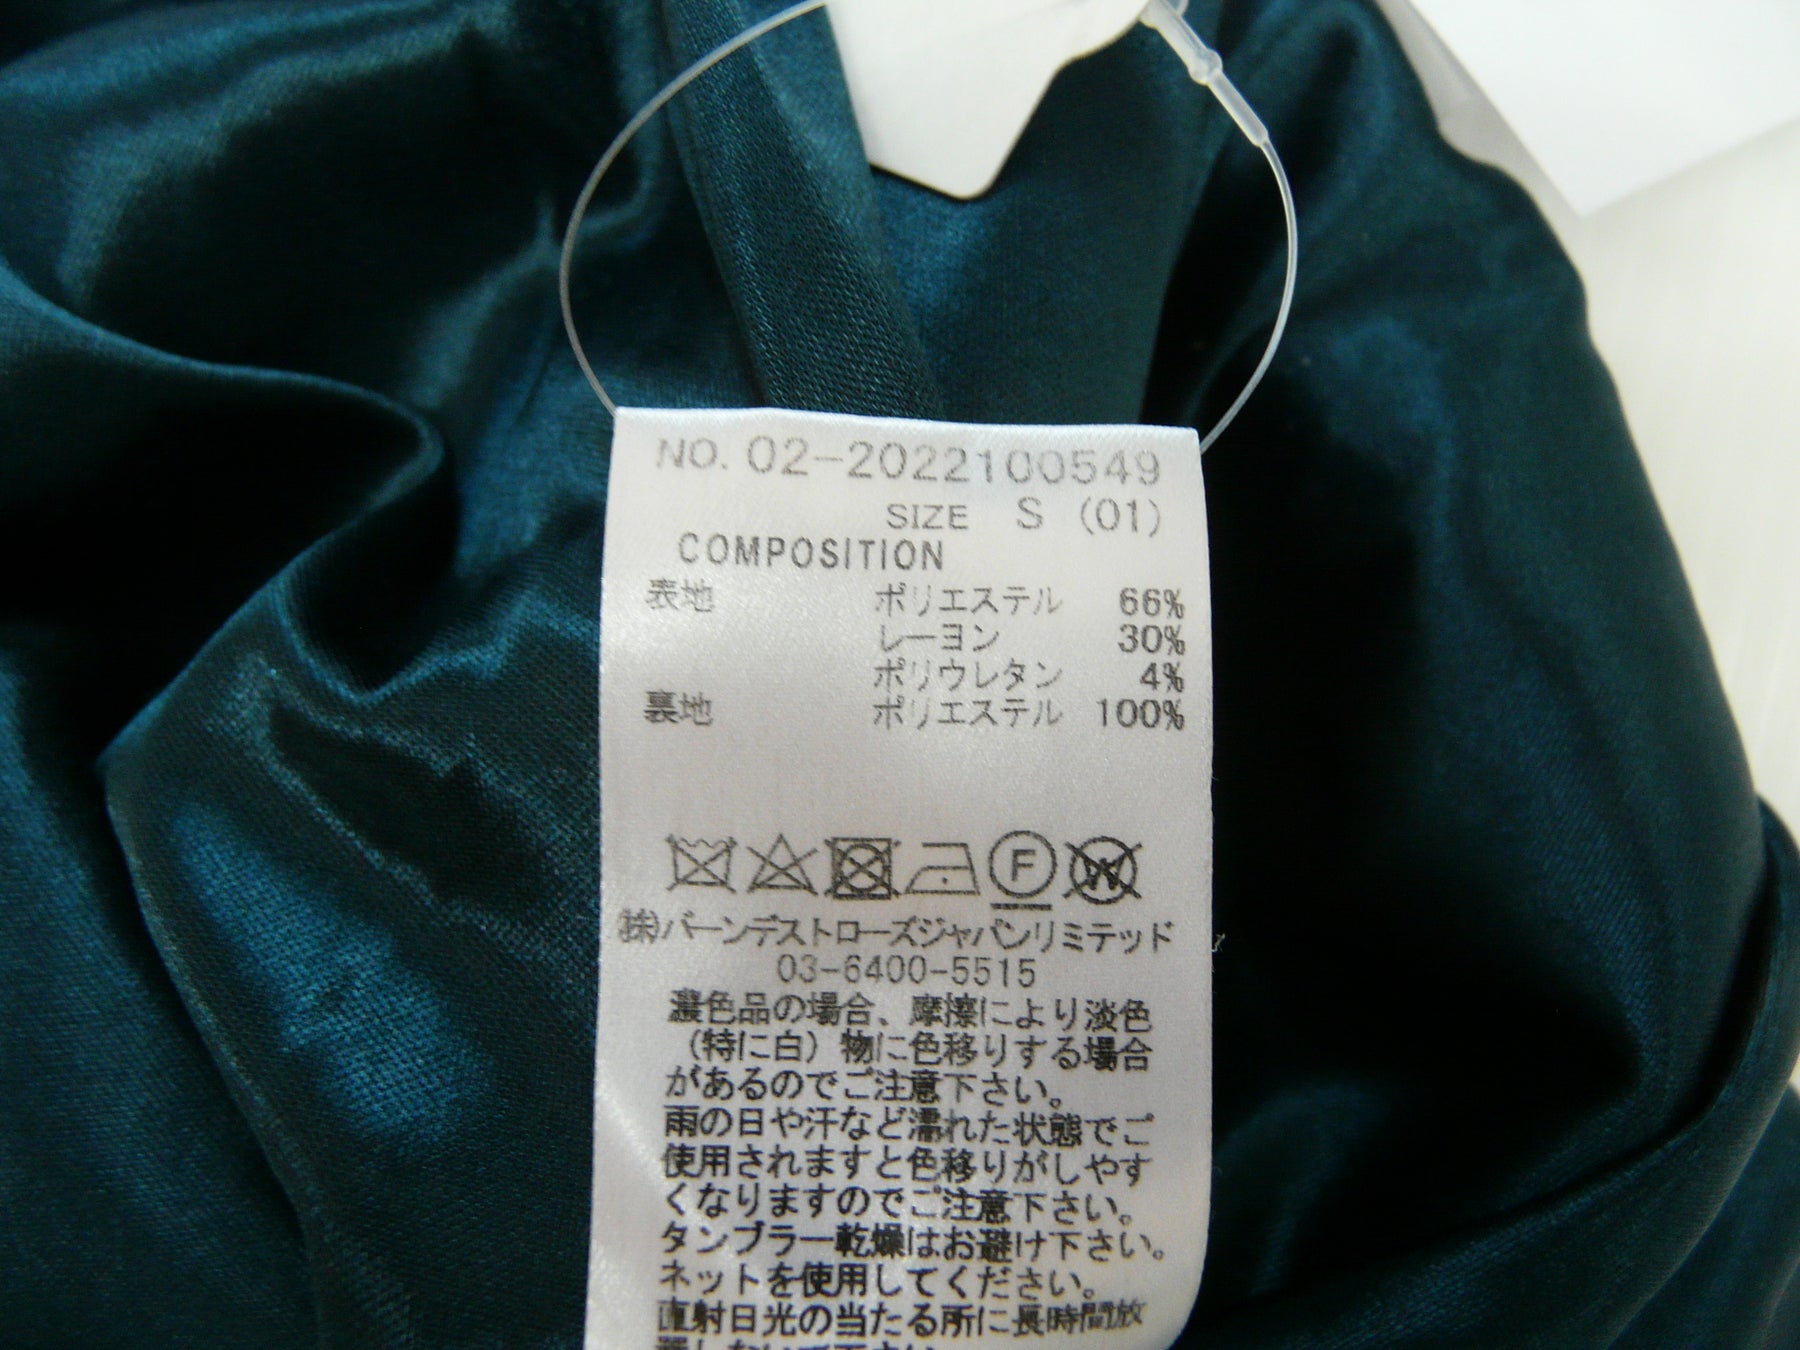 NO. 02-2022100549
SIZE S (01)
COMPOSITION
表地 ポリエステル 66%
レーヨン 30%
ポリウレタン 4%
裏地 ポリエステル 100%
F W
㈱バーンデストローズジャパンリミテッド
03-6400-5515
濃色品の場合、摩擦により淡色
(特に白)物に色移りする場合
があるのでご注意下さい。
雨の日や汗など濡れた状態でご
使用されますと色移りがしやす
くなりますのでご注意下さい。
タンブラー乾燥はお避け下さい。
ネットを使用してください。
直射日光の当たる所に長時間放
置しないで下さい。